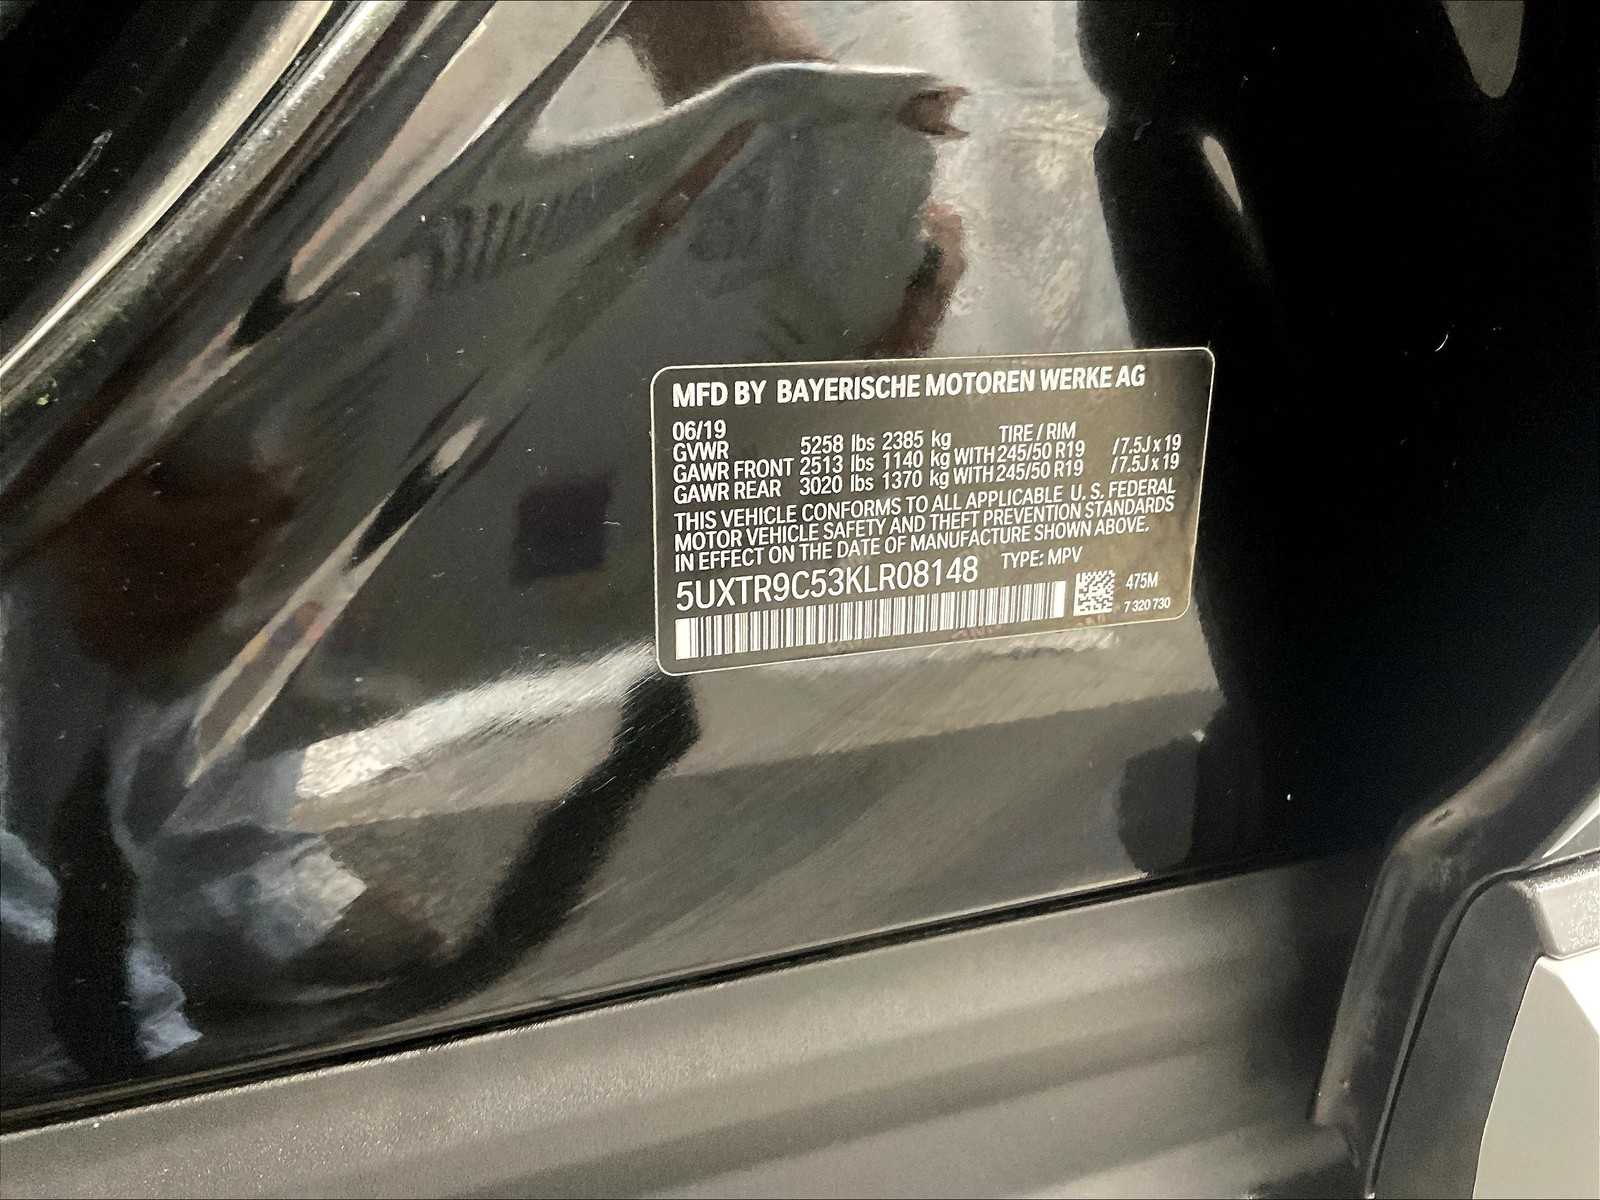 MFD BY BAYERISCHE MOTOREN WERKE AG
06/19 TIRE / RIM
GVWR 5258 lbs 2385 kg
GAWR FRONT 2513 lbs 1140 kg WITH 245/50 R19 / 7.5J x 19
GAWR REAR 3020 lbs 1370 kg WITH 245/50 R19 / 7.5J x 19
THIS VEHICLE CONFORMS TO ALL APPLICABLE U. S. FEDERAL
MOTOR VEHICLE SAFETY AND THEFT PREVENTION STANDARDS
IN EFFECT ON THE DATE OF MANUFACTURE SHOWN ABOVE.
5UXTR9C53KLR08148 TYPE: MPV
475M
7 320 730